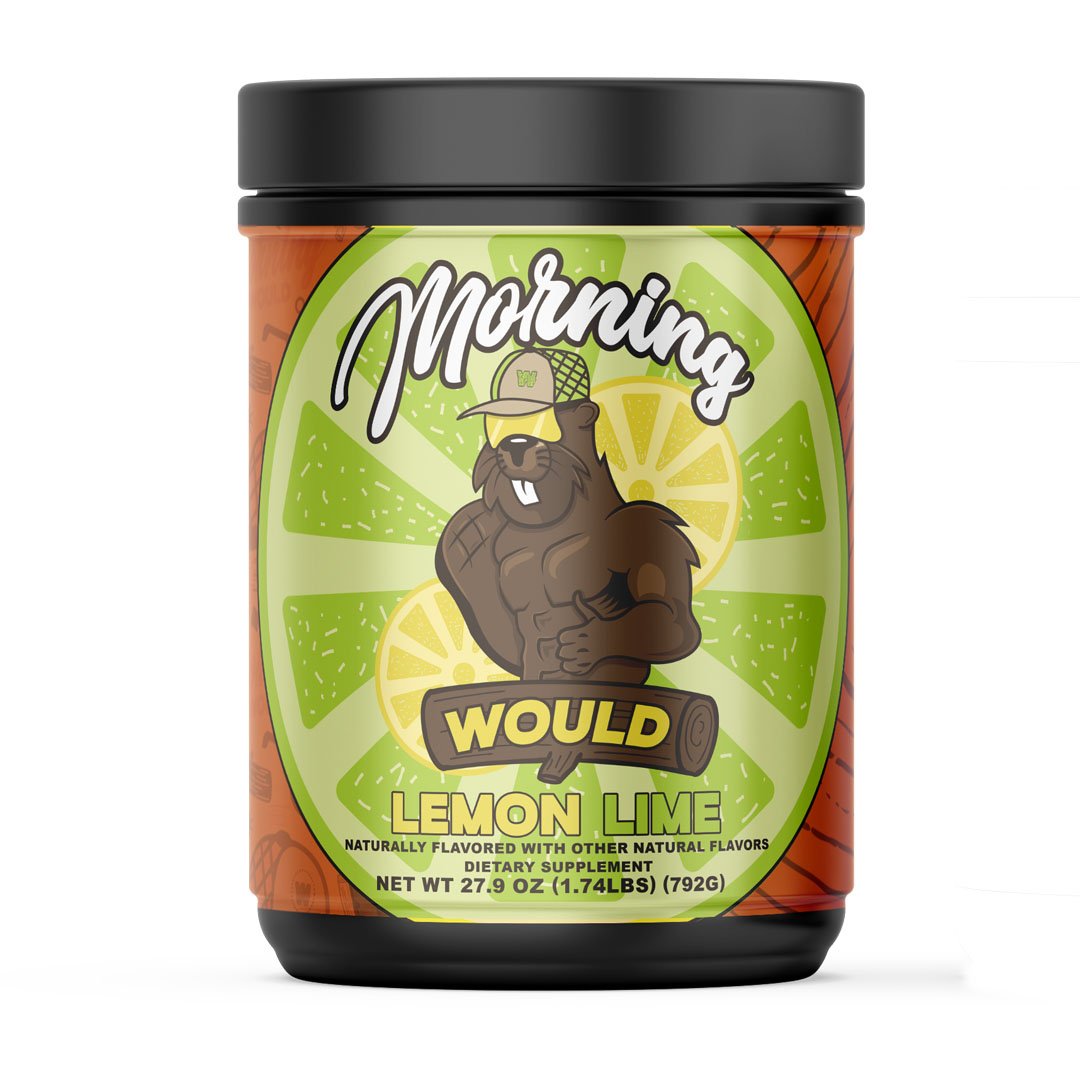 Morning
W
WOULD
LEMON LIME
NATURALLY FLAVORED WITH OTHER NATURAL FLAVORS
DIETARY SUPPLEMENT
NET WT 27.9 OZ (1.74LBS) (792G)